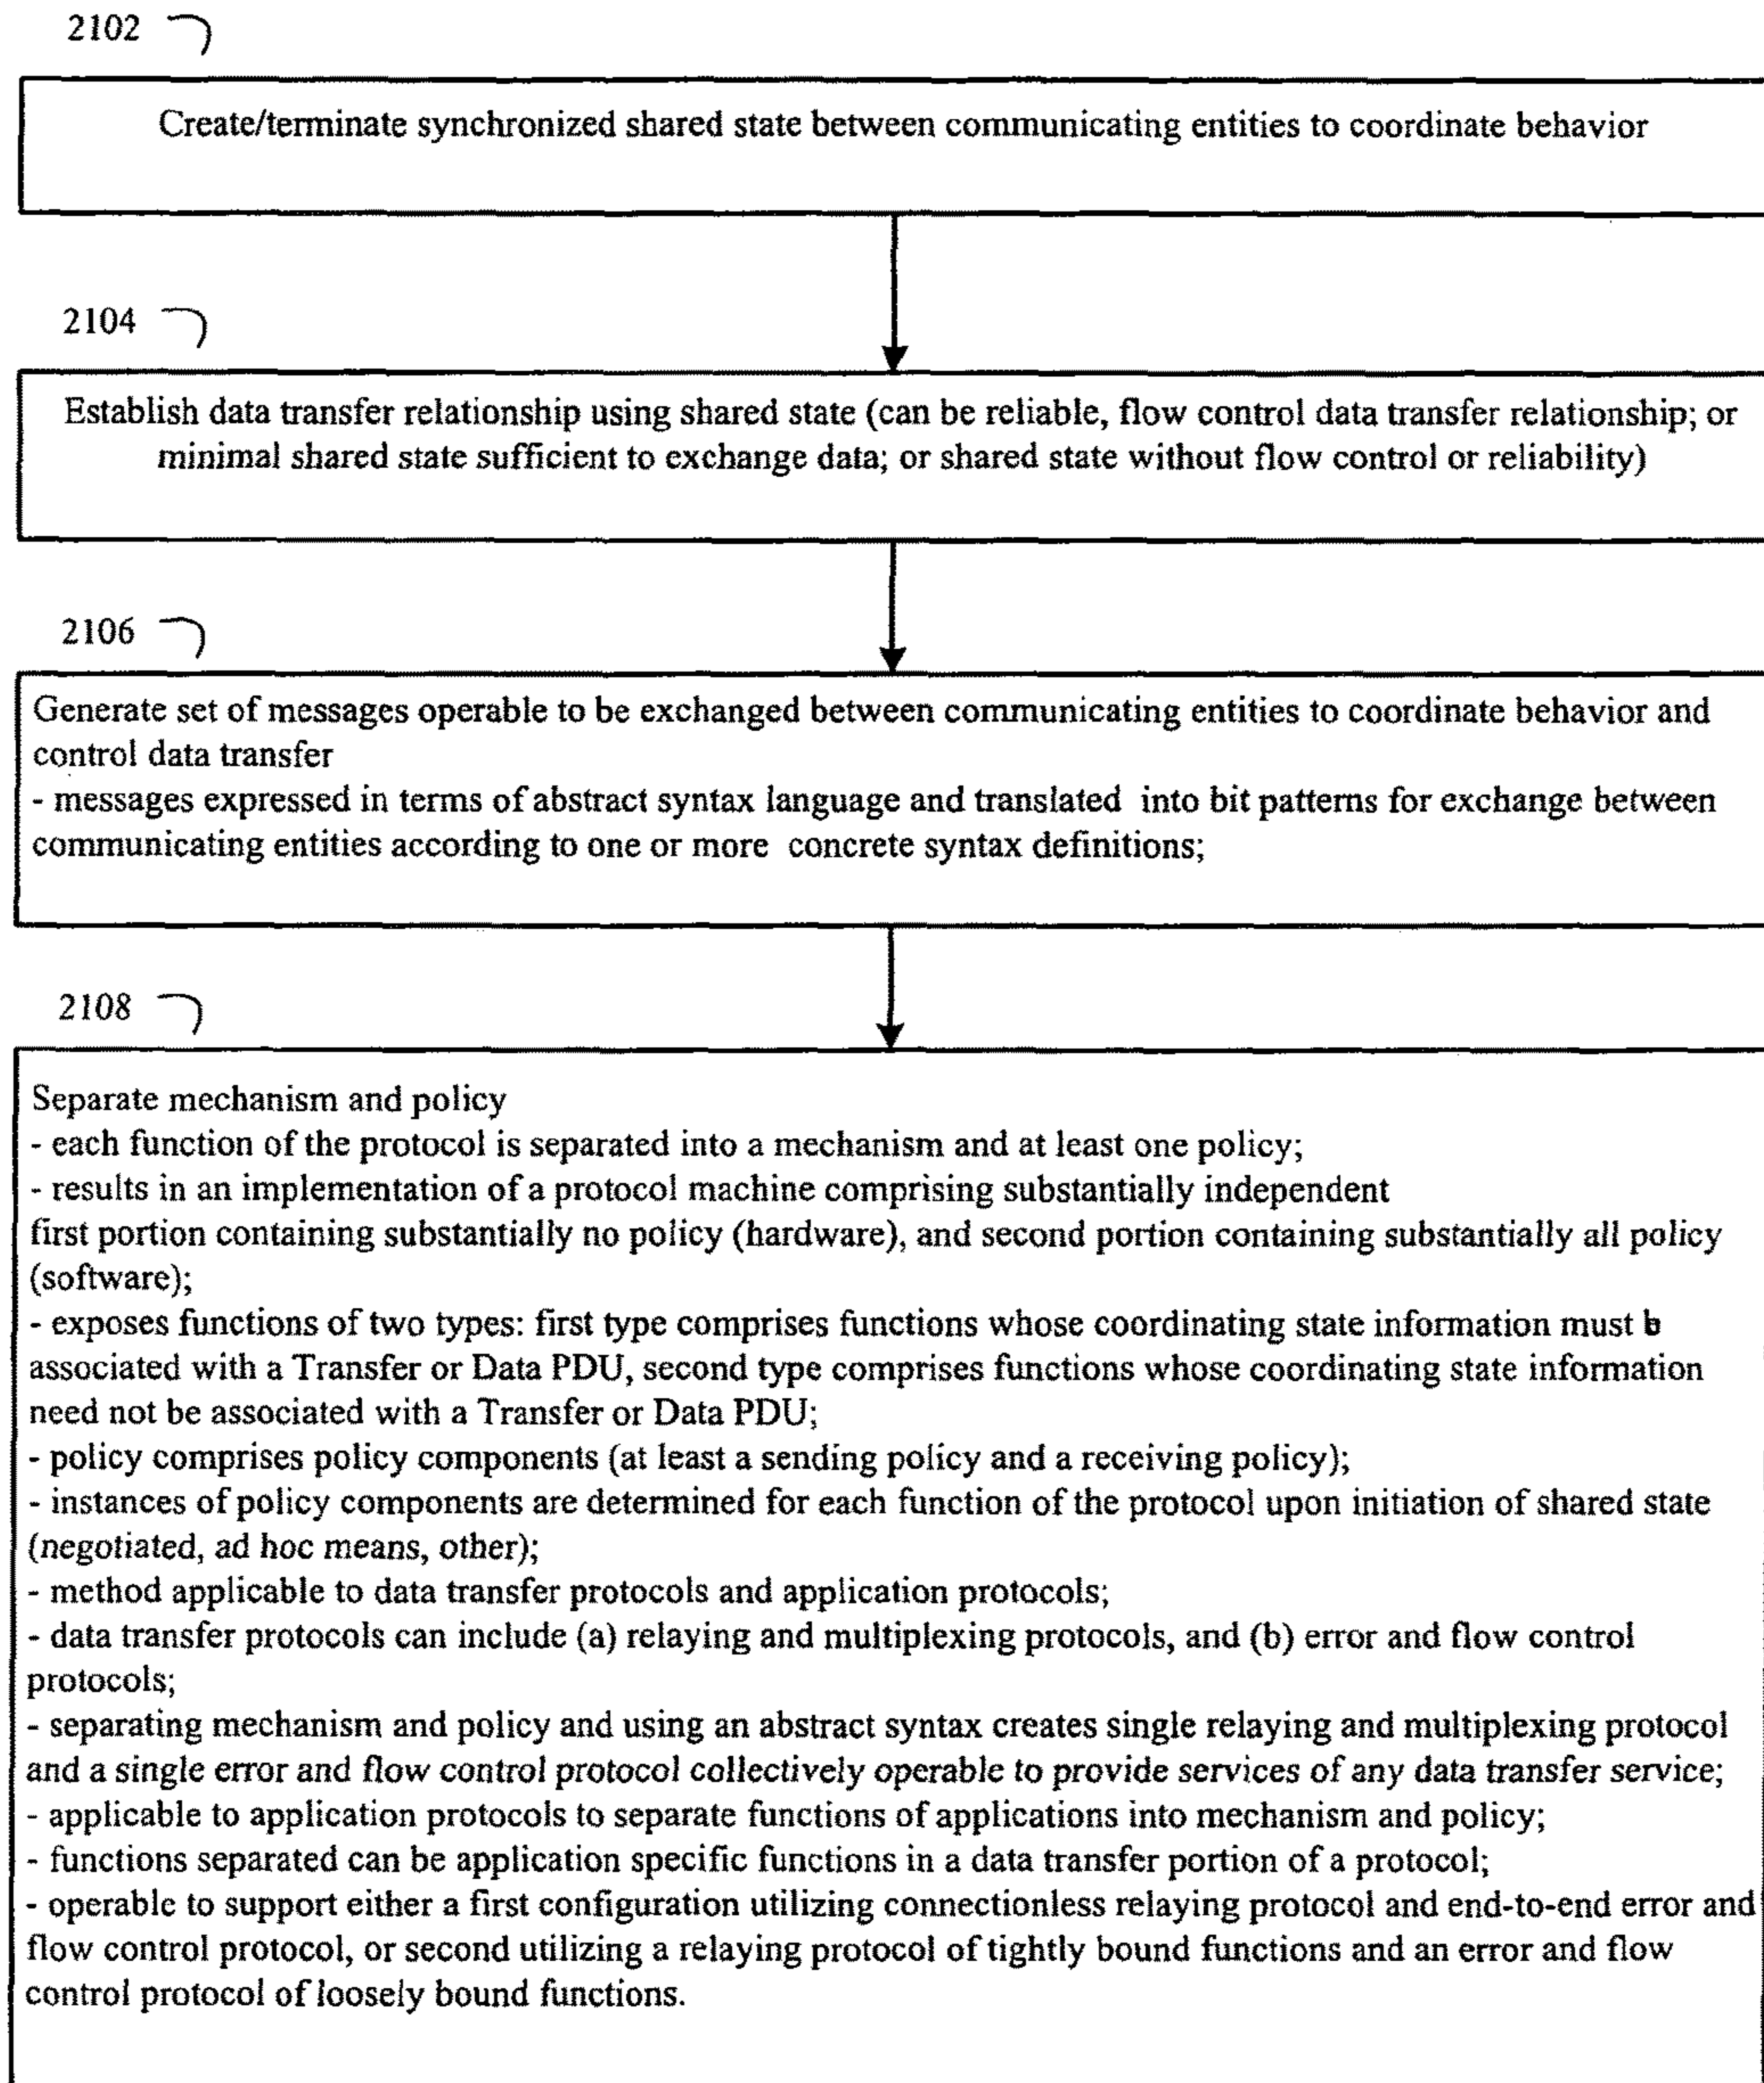 2102
Create/terminate synchronized shared state between communicating entities to coordinate behavior
2104
Establish data transfer relationship using shared state (can be reliable, flow control data transfer relationship; or
minimal shared state sufficient to exchange data; or shared state without flow control or reliability)
2106
Generate set of messages operable to be exchanged between communicating entities to coordinate behavior and
control data transfer
- messages expressed in terms of abstract syntax language and translated into bit patterns for exchange between
communicating entities according to one or more concrete syntax definitions;
2108
Separate mechanism and policy
- each function of the protocol is separated into a mechanism and at least one policy;
- results in an implementation of a protocol machine comprising substantially independent
first portion containing substantially no policy (hardware), and second portion containing substantially all policy
(software);
- exposes functions of two types: first type comprises functions whose coordinating state information must b
associated with a Transfer or Data PDU, second type comprises functions whose coordinating state information
need not be associated with a Transfer or Data PDU;
- policy comprises policy components (at least a sending policy and a receiving policy);
- instances of policy components are determined for each function of the protocol upon initiation of shared state
(negotiated, ad hoc means, other);
- method applicable to data transfer protocols and application protocols;
- data transfer protocols can include (a) relaying and multiplexing protocols, and (b) error and flow control
protocols;
- separating mechanism and policy and using an abstract syntax creates single relaying and multiplexing protocol
and a single error and flow control protocol collectively operable to provide services of any data transfer service;
- applicable to application protocols to separate functions of applications into mechanism and policy;
- functions separated can be application specific functions in a data transfer portion of a protocol;
- operable to support either a first configuration utilizing connectionless relaying protocol and end-to-end error and
flow control protocol, or second utilizing a relaying protocol of tightly bound functions and an error and flow
control protocol of loosely bound functions.